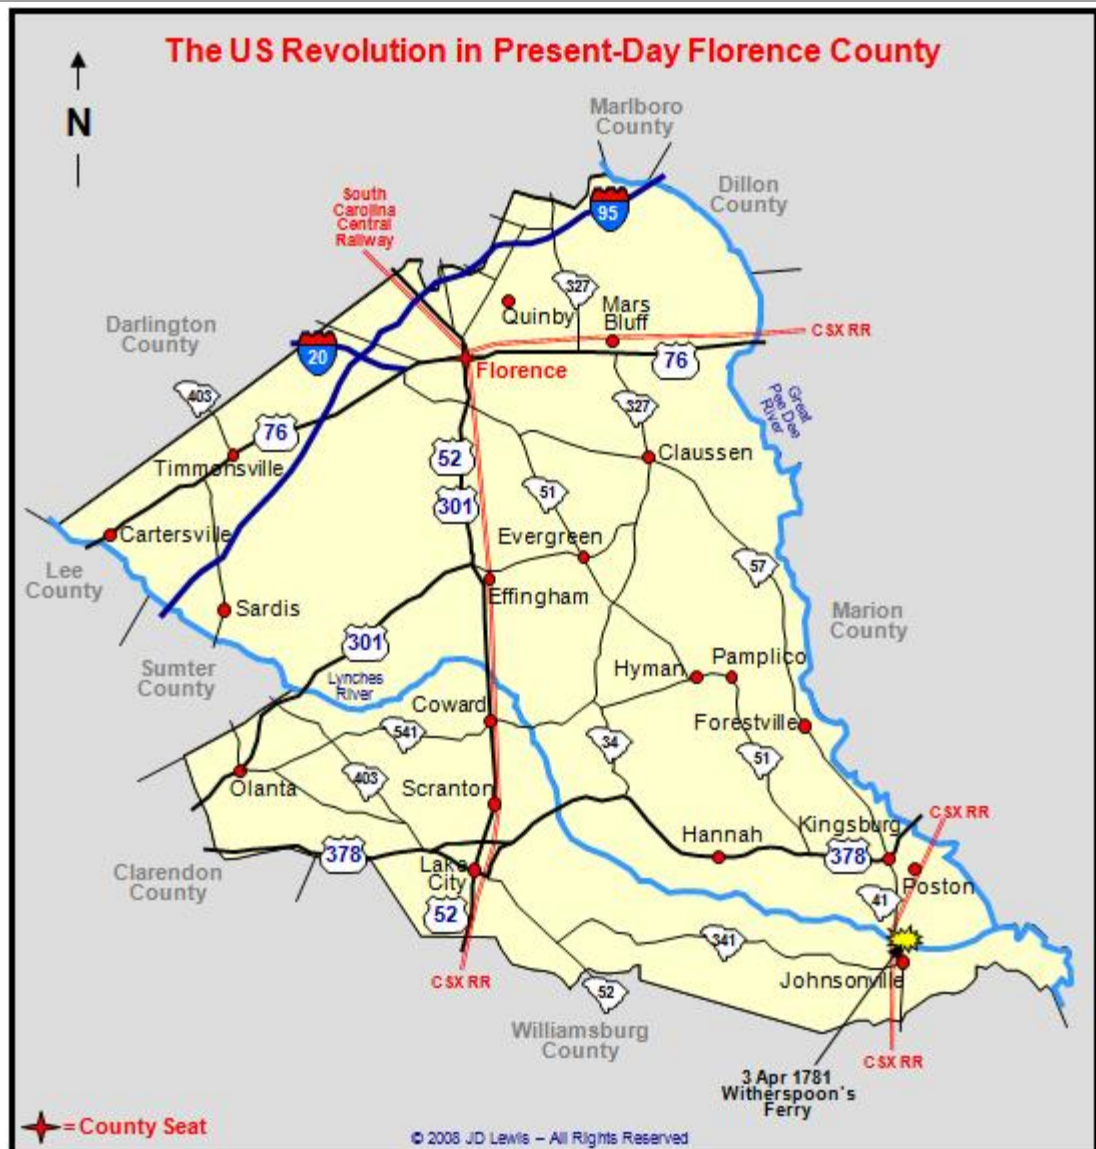 The US Revolution in Present-Day Florence County
N
Marlboro
County
Dillon
County
South
Carolina
Central
Railway
95
327
Quinby
Mars
Bluff
CSX RR
Darlington
County
20
Florence
76
403
327
Great
Pee Dee
River
76
Timmonsville
52
Claussen
51
301
Cartersville
Evergreen
57
Lee
County
Effingham
Sardis
Marion
County
301
Sumter
County
Lynches
River
Hyman
Pamplico
Coward
Forestville
541
34
51
403
Olanta
Scranton
CSX RR
Kingsburg
Hannah
378
378
Clarendon
County
Lake
City
Poston
41
52
341
Johnsonville
CSX RR
52
Williamsburg
County
CSX RR
3 Apr 1781
Witherspoon's
Ferry
= County Seat
© 2008 JD Lewis – All Rights Reserved